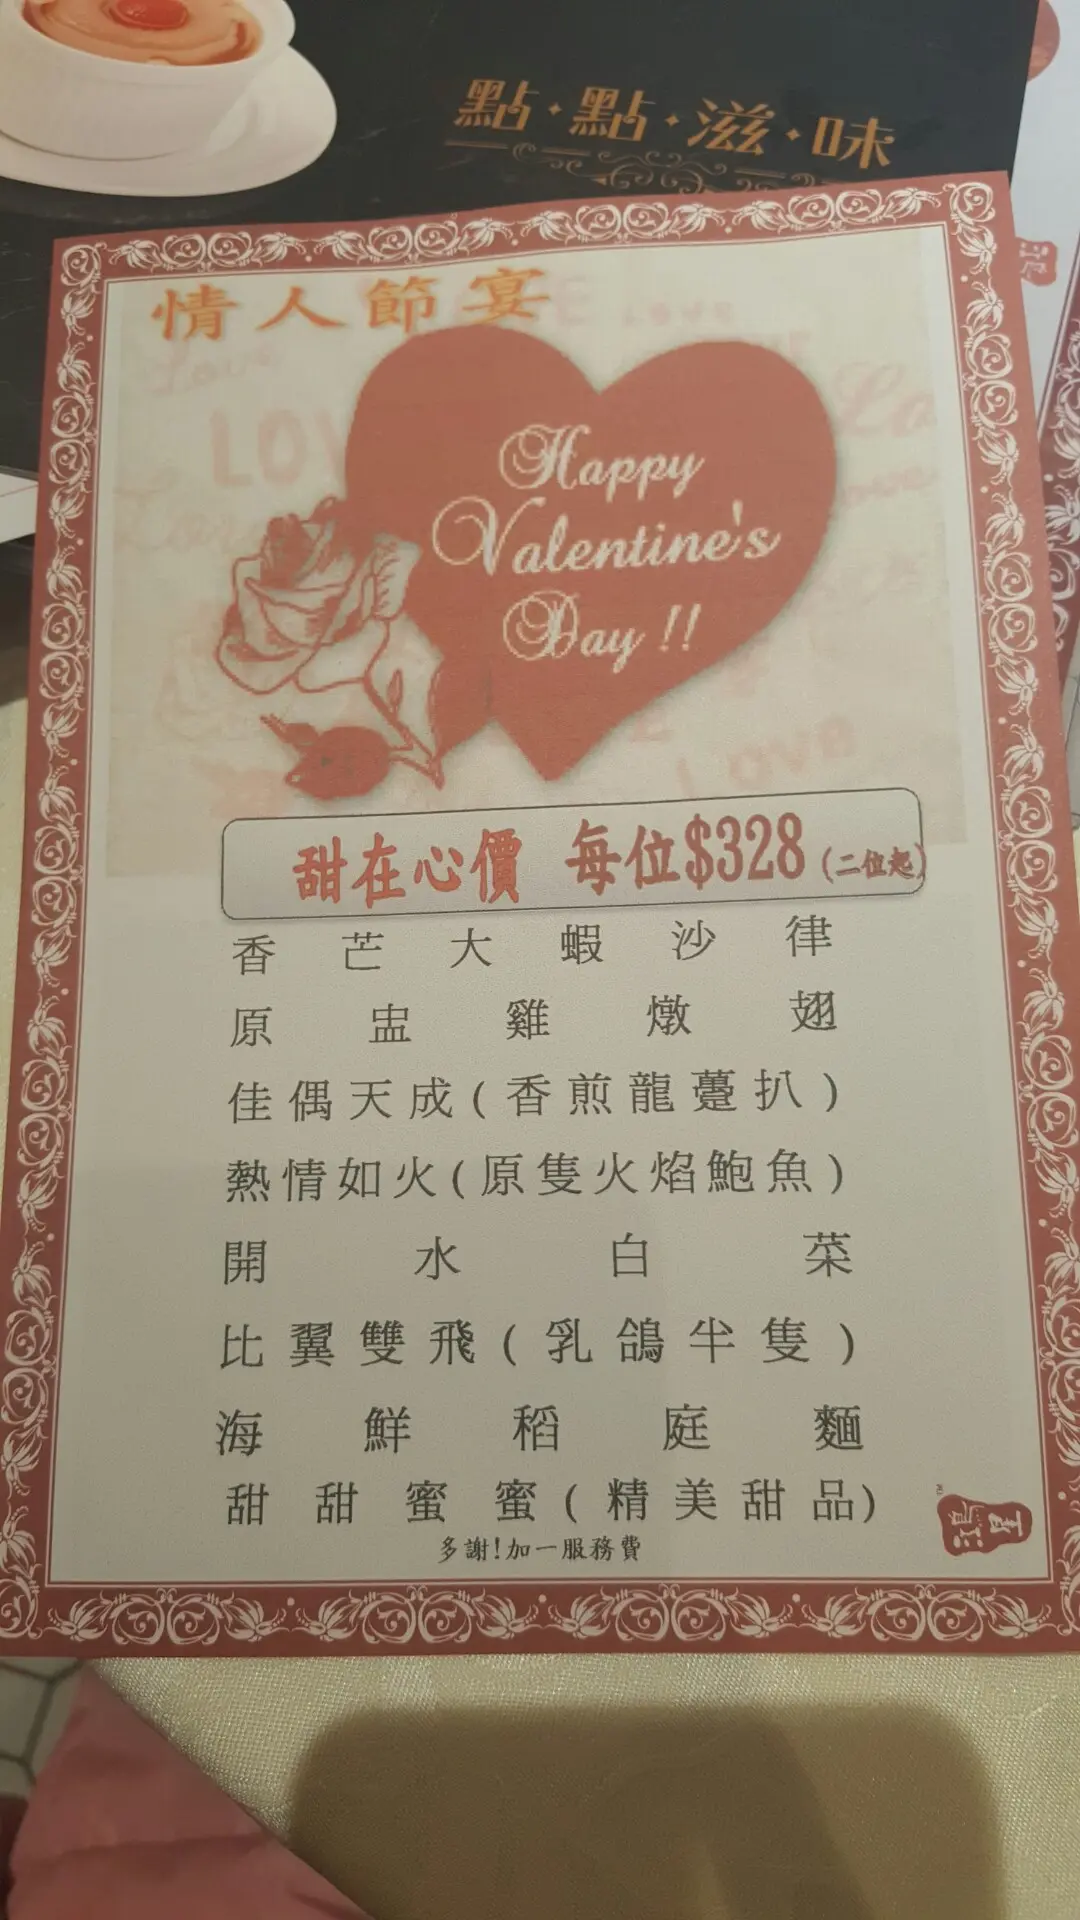 點·點·滋·味
情人節宴
Happy
Valentine's
Day !!
甜在心價 每位$328(二位起)
香芒大蝦沙律
原盅雞燉翅
佳偶天成(香煎龍躉扒)
熱情如火(原隻火焰鮑魚)
開水白菜
比翼雙飛(乳鴿半隻)
海鮮稻庭麵
甜甜蜜蜜(精美甜品)
多謝!加一服務費